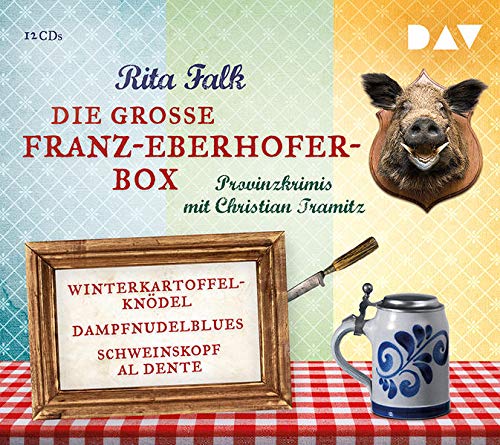 12 CDs
DAV
Rita Falk
DIE GROSSE
FRANZ-EBERHOFER-
BOX
Provinzkrimis
mit Christian Tramitz
WINTERKARTOFFEL-
KNÖDEL
DAMPFNUDELBLUES
SCHWEINSKOPF
AL DENTE